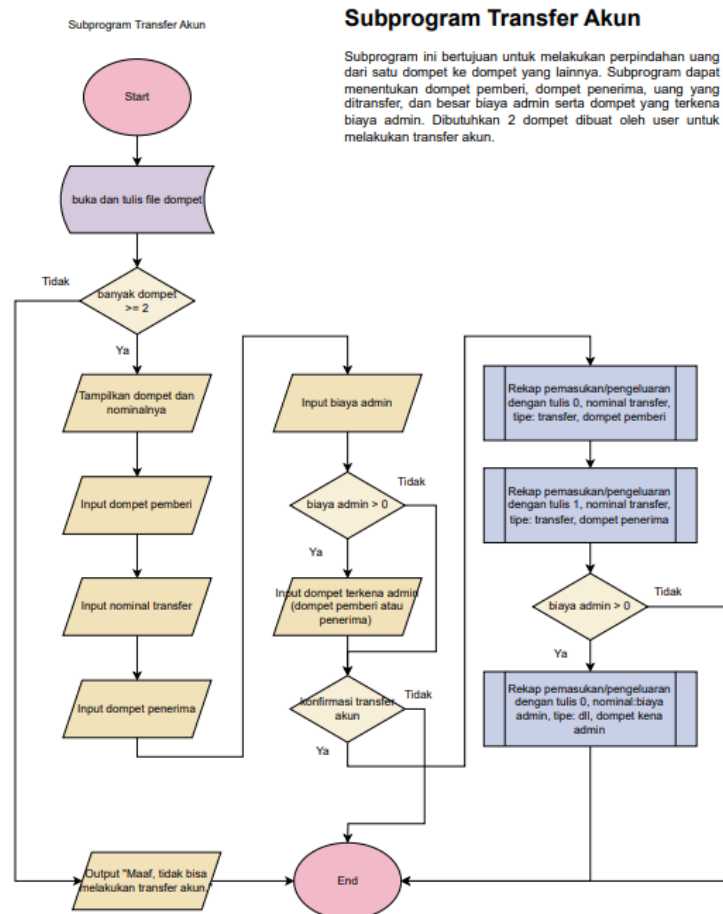 Subprogram Transfer Akun
Subprogram Transfer Akun
Subprogram ini bertujuan untuk melakukan perpindahan uang
dari satu dompet ke dompet yang lainnya. Subprogram dapat
menentukan dompet pemberi, dompet penerima, uang yang
ditransfer, dan besar biaya admin serta dompet yang terkena
biaya admin. Dibutuhkan 2 dompet dibuat oleh user untuk
melakukan transfer akun.
Start
buka dan tulis file dompet
Tidak
banyak dompet
>= 2
Ya
Tampilkan dompet dan
nominalnya
Input dompet pemberi
Input nominal transfer
Input dompet penerima
Input biaya admin
Tidak
biaya admin > 0
Ya
Input dompet terkena admin
(dompet pemberi atau
penerima)
konfirmasi transfer
akun
Tidak
Ya
Rekap pemasukan/pengeluaran
dengan tulis 0, nominal transfer,
tipe: transfer, dompet pemberi
Rekap pemasukan/pengeluaran
dengan tulis 1, nominal transfer,
tipe: transfer, dompet penerima
Tidak
biaya admin > 0
Ya
Rekap pemasukan/pengeluaran
dengan tulis 0, nominal:biaya
admin, tipe: dll, dompet kena
admin
Output "Maaf, tidak bisa
melakukan transfer akun."
End